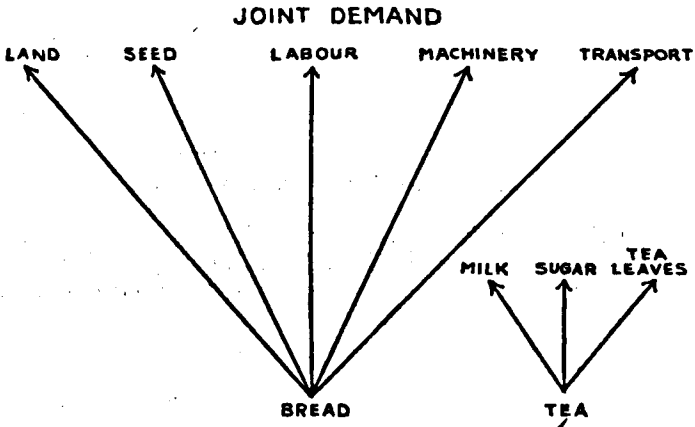 JOINT DEMAND
LAND SEED LABOUR MACHINERY TRANSPORT
MILK SUGAR TEA LEAVES
BREAD TEA